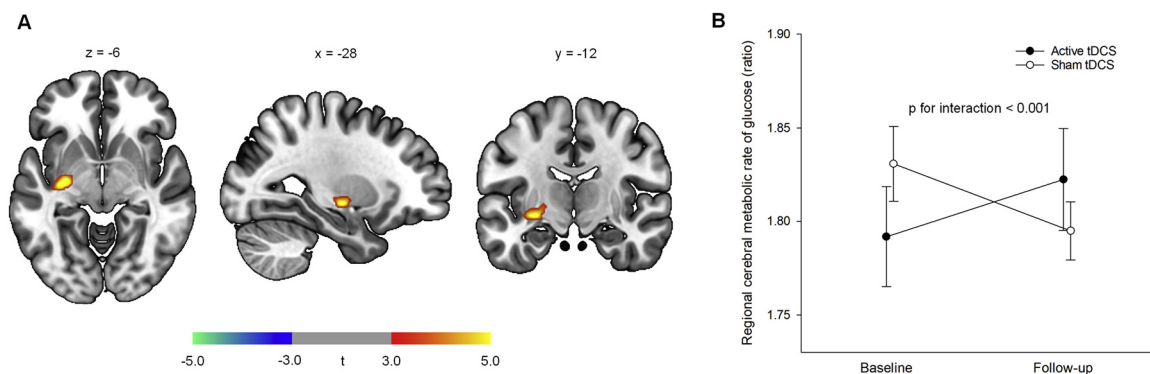 A
z = -6
x = -28
y = -12
-5.0
-3.0
t
3.0
5.0
B
Regional cerebral metabolic rate of glucose (ratio)
1.90
1.85
1.80
1.75
Active tDCS
Sham tDCS
p for interaction < 0.001
Baseline
Follow-up